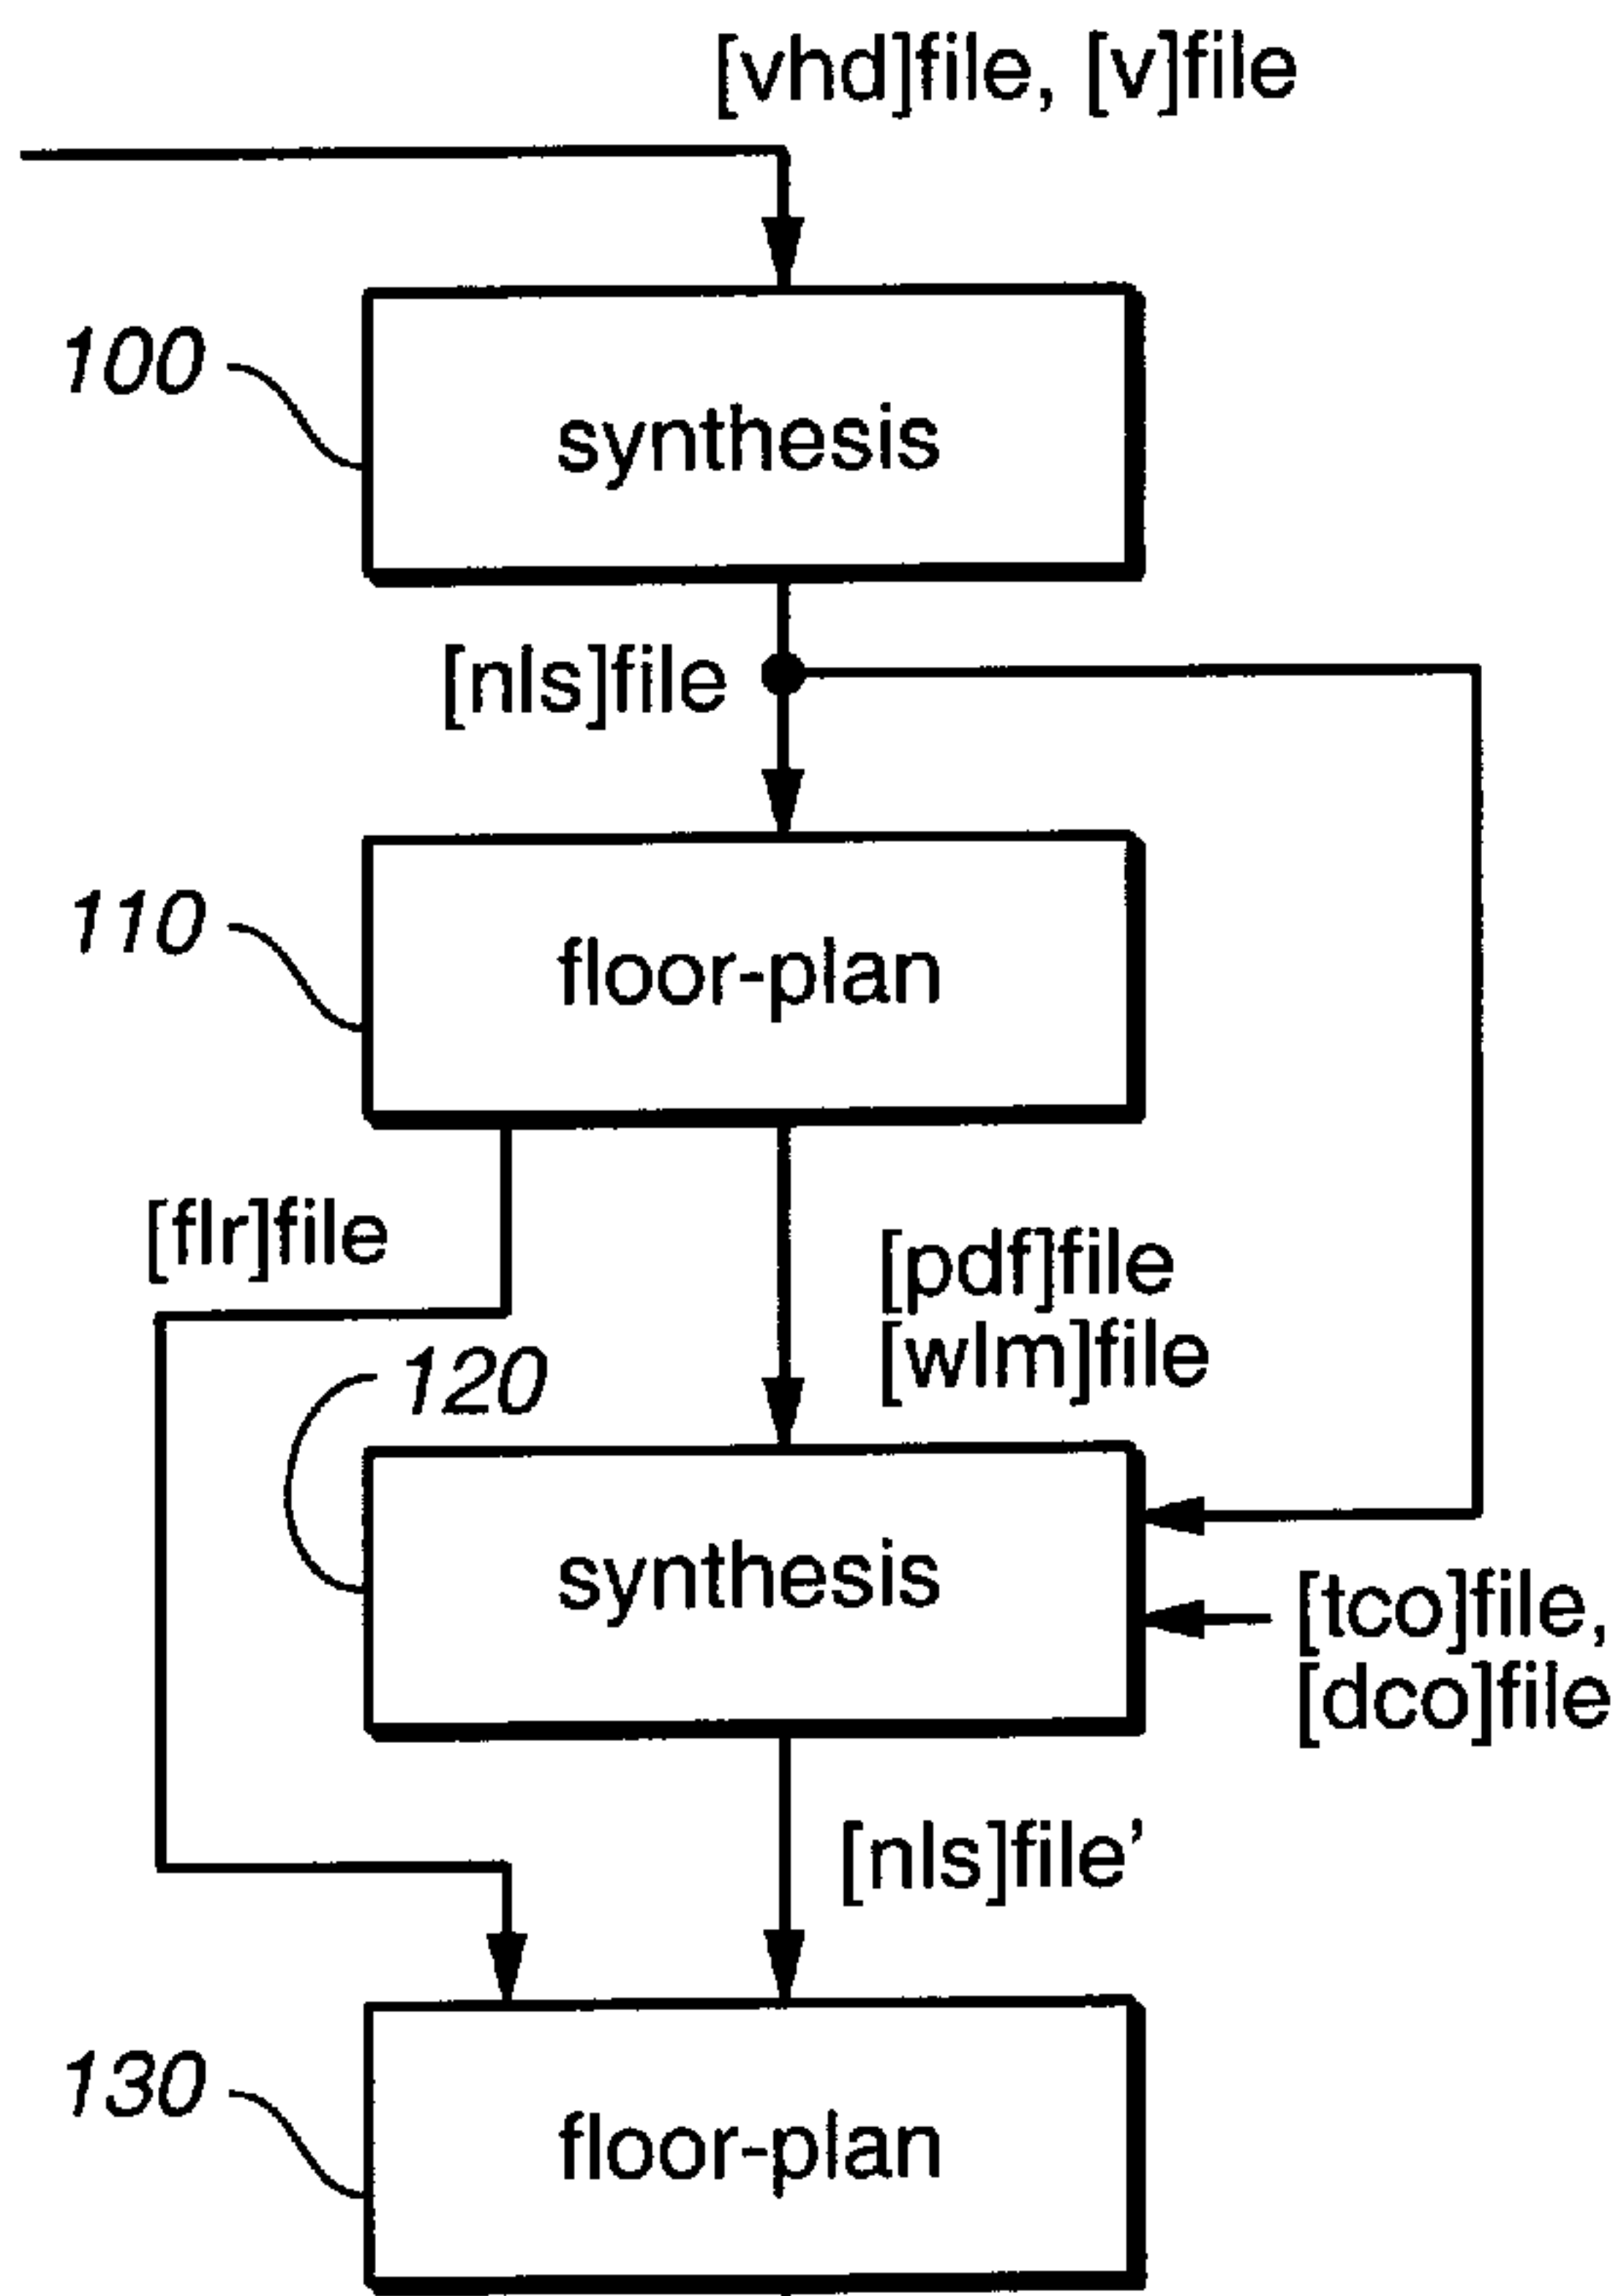 [vhd]file, [v]file
100
synthesis
[nls]file
110
floor-plan
[flr]file
[pdf]file
[wlm]file
120
synthesis
[tco]file,
[dco]file
[nls]file'
130
floor-plan